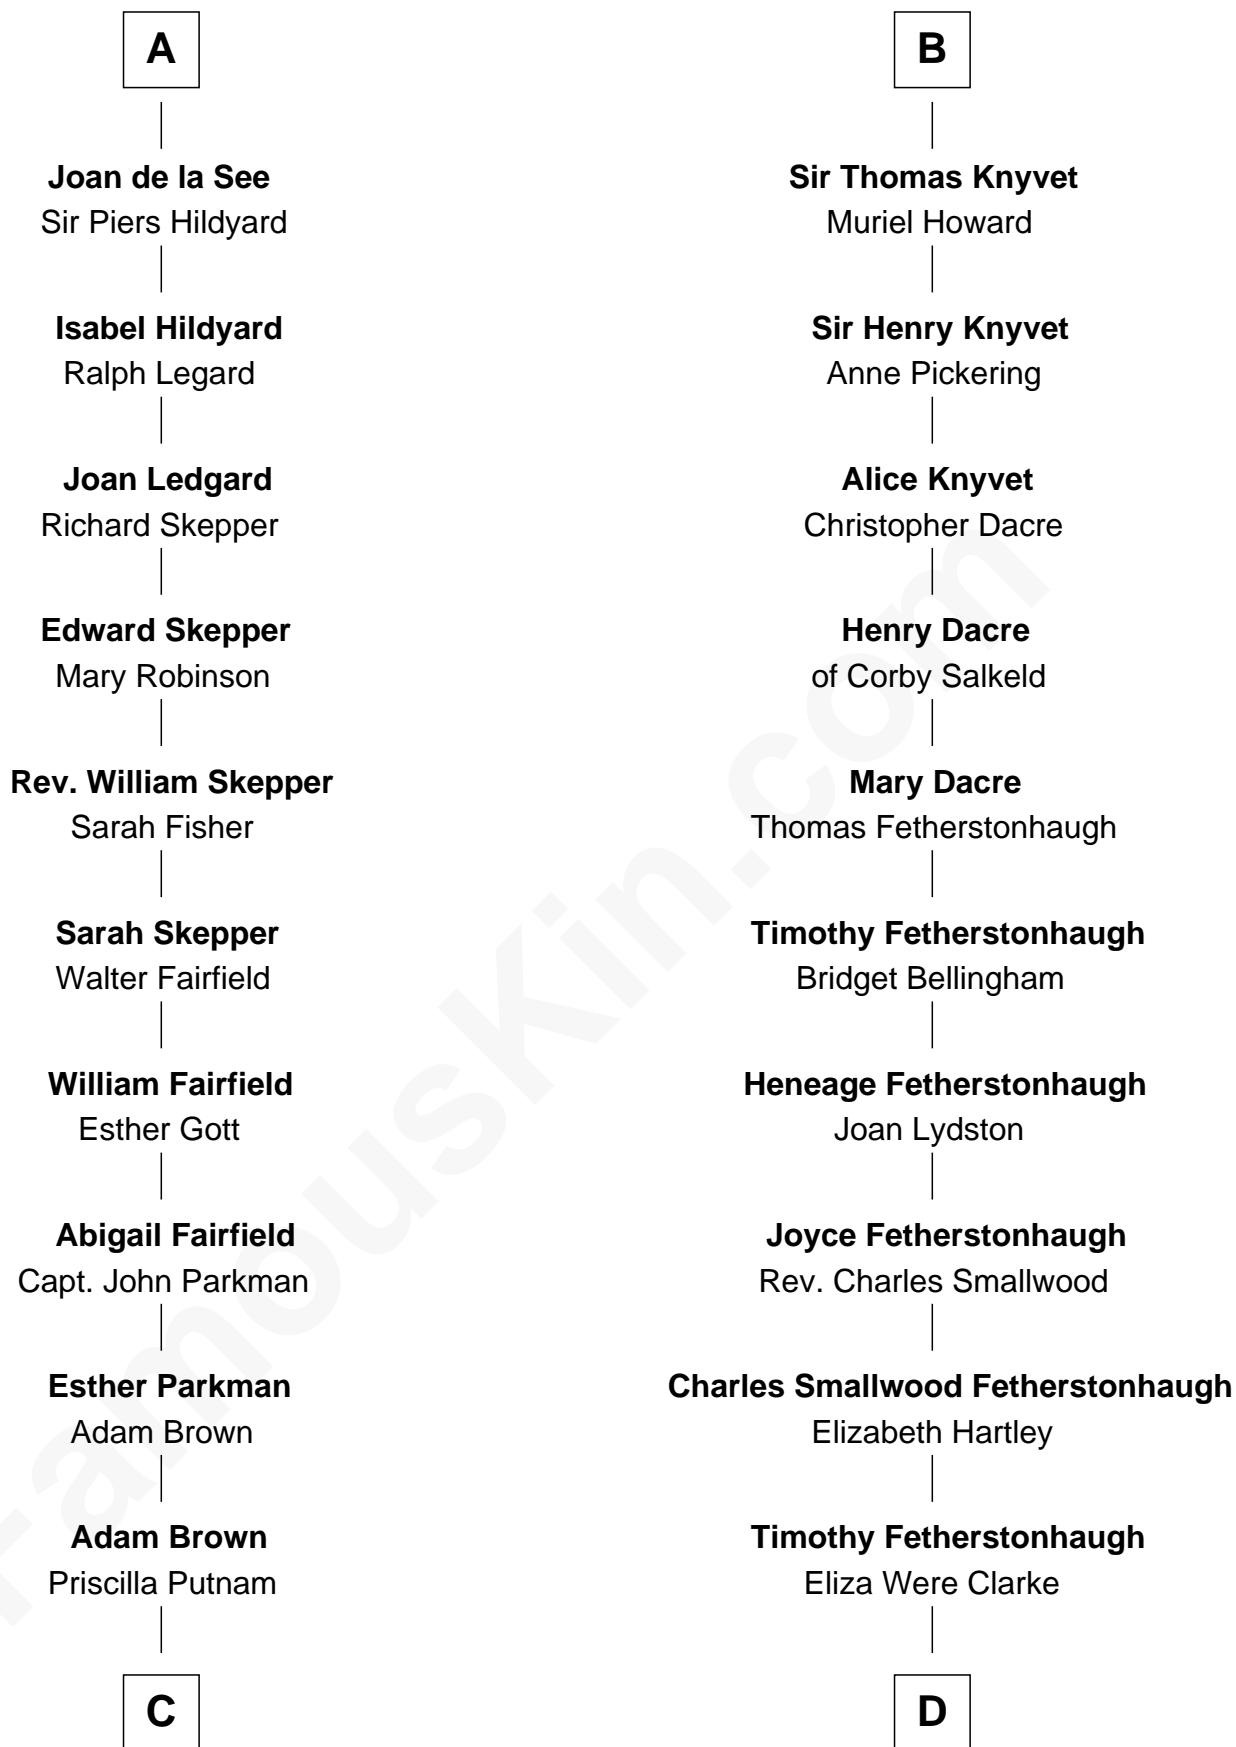 A
Joan de la See
Sir Piers Hildyard
Isabel Hildyard
Ralph Legard
Joan Ledgard
Richard Skepper
Edward Skepper
Mary Robinson
Rev. William Skepper
Sarah Fisher
Sarah Skepper
Walter Fairfield
William Fairfield
Esther Gott
Abigail Fairfield
Capt. John Parkman
Esther Parkman
Adam Brown
Adam Brown
Priscilla Putnam
C
B
Sir Thomas Knyvet
Muriel Howard
Sir Henry Knyvet
Anne Pickering
Alice Knyvet
Christopher Dacre
Henry Dacre
of Corby Salkeld
Mary Dacre
Thomas Fetherstonhaugh
Timothy Fetherstonhaugh
Bridget Bellingham
Heneage Fetherstonhaugh
Joan Lydston
Joyce Fetherstonhaugh
Rev. Charles Smallwood
Charles Smallwood Fetherstonhaugh
Elizabeth Hartley
Timothy Fetherstonhaugh
Eliza Were Clarke
D
FamousKin.com